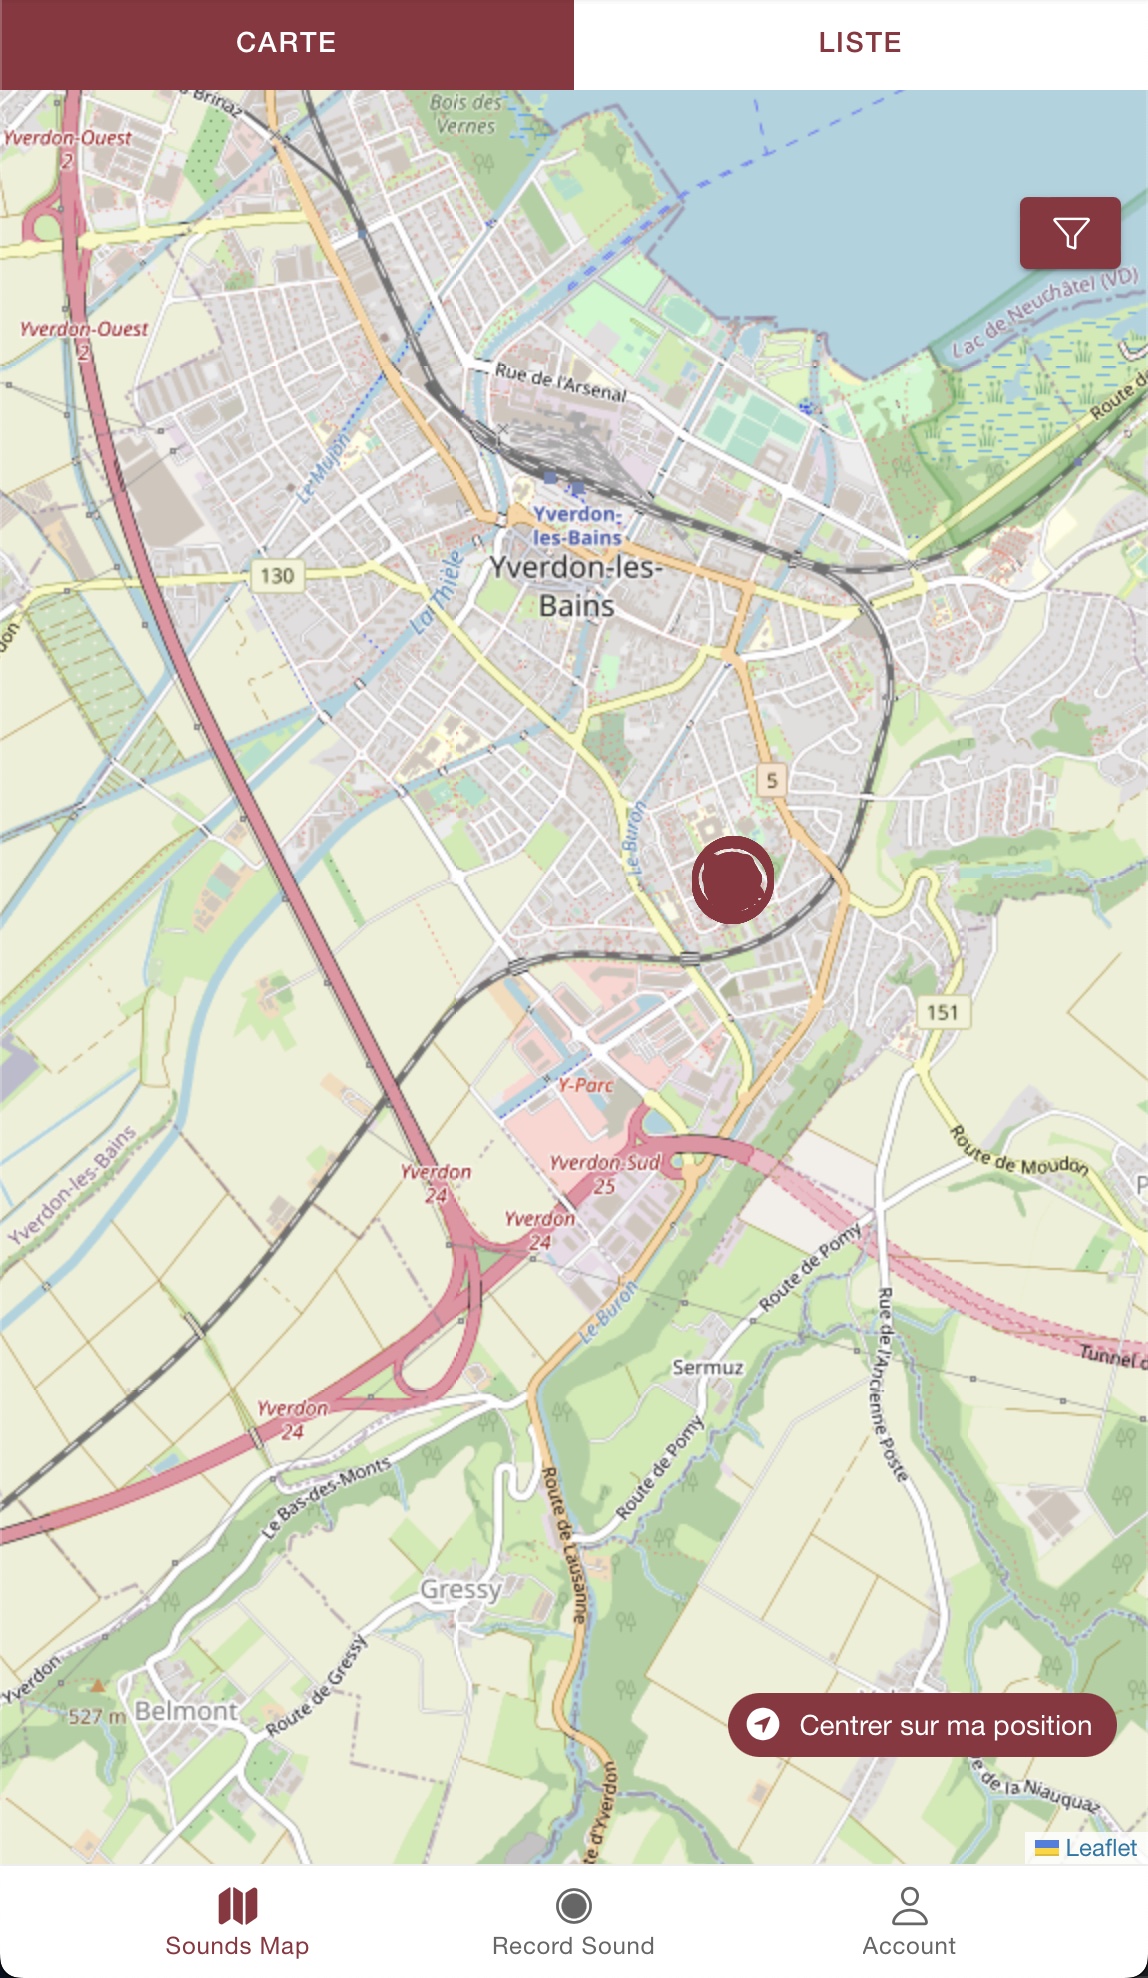 CARTE
LISTE
Brinaz
Bois des
Vernes
Yverdon-Ouest
2
Lac de Neuchâtel (VD)
Yverdon-Ouest
2
Rue de l'Arsenal
Route de
Le Mujon
Yverdon-
les-Bains
Yverdon-les-
Bains
130
La Thièle
5
Le Buron
151
Y-Parc
Yverdon-les-Bains
Route de Moudon
Yverdon-Sud
25
Yverdon
24
Yverdon
24
P
Route de Pomy
Le Buron
Rue de l'Ancienne Poste
Tunnel d
Sermuz
Yverdon
24
Route de Pomy
Le Bas-des-Monts
Route de Lausanne
Gressy
Route de Gressy
Yverdon
527 m
Belmont
Centrer sur ma position
e de la Niauquaz
te d'Yverdon
Leaflet
Sounds Map
Record Sound
Account